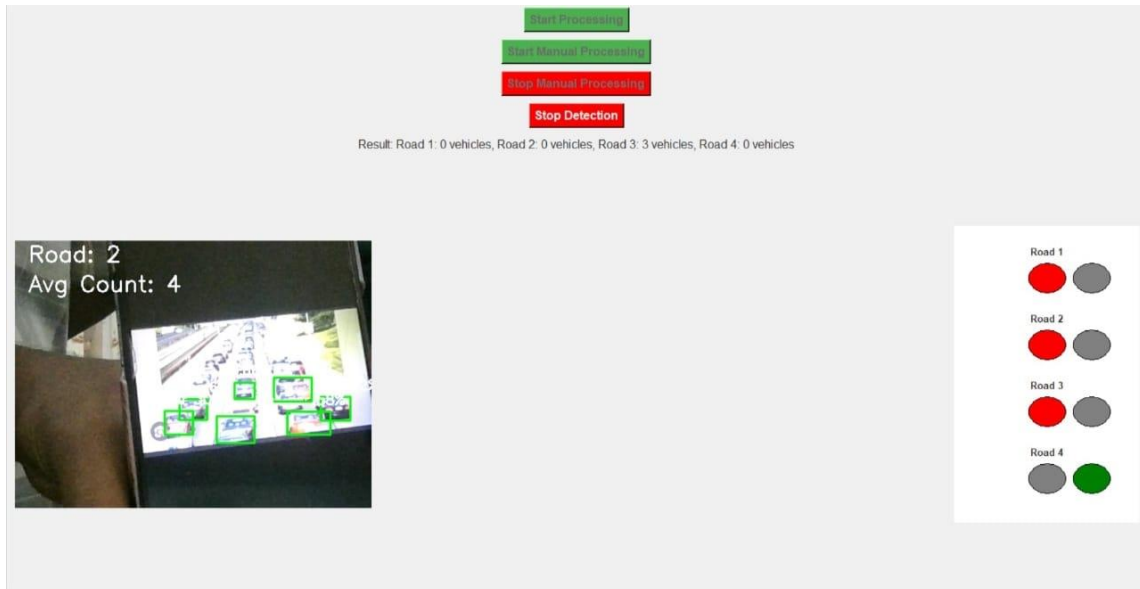 Start Processing
Start Manual Processing
Stop Manual Processing
Stop Detection
Result: Road 1: 0 vehicles, Road 2: 0 vehicles, Road 3: 3 vehicles, Road 4: 0 vehicles
Road: 2
Avg Count: 4
Road 1
Road 2
Road 3
Road 4